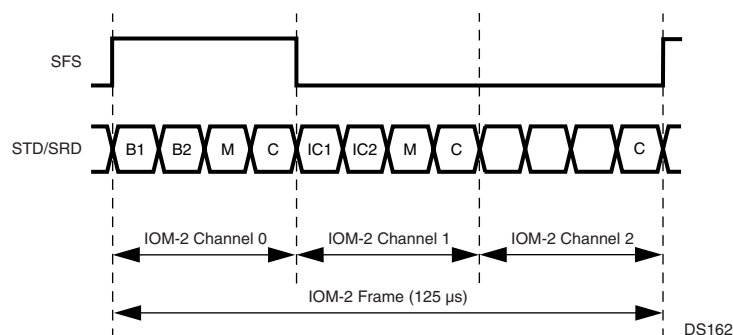 SFS
STD/SRD B1 B2 M C IC1 IC2 M C C
IOM-2 Channel 0 IOM-2 Channel 1 IOM-2 Channel 2
IOM-2 Frame (125 µs)
DS162